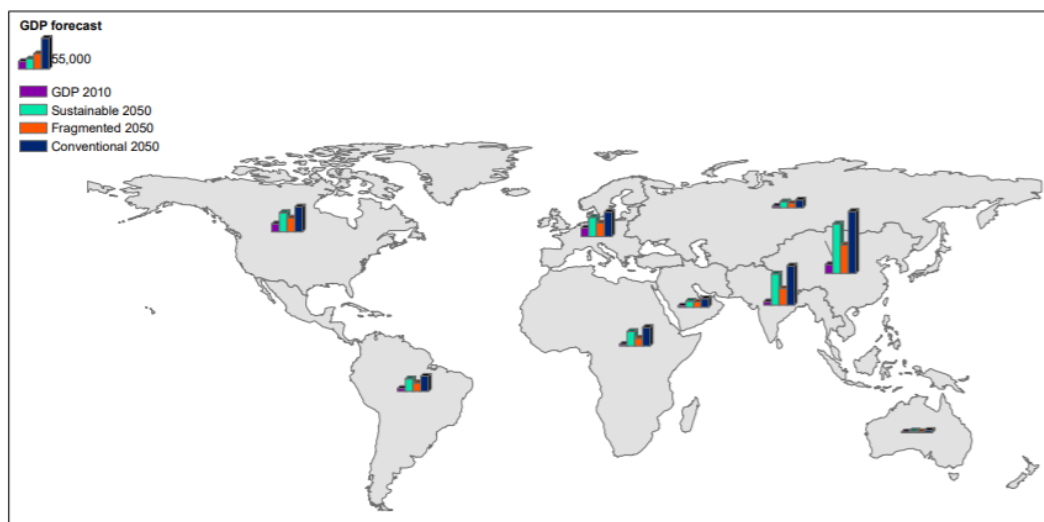 GDP forecast
55,000
GDP 2010
Sustainable 2050
Fragmented 2050
Conventional 2050